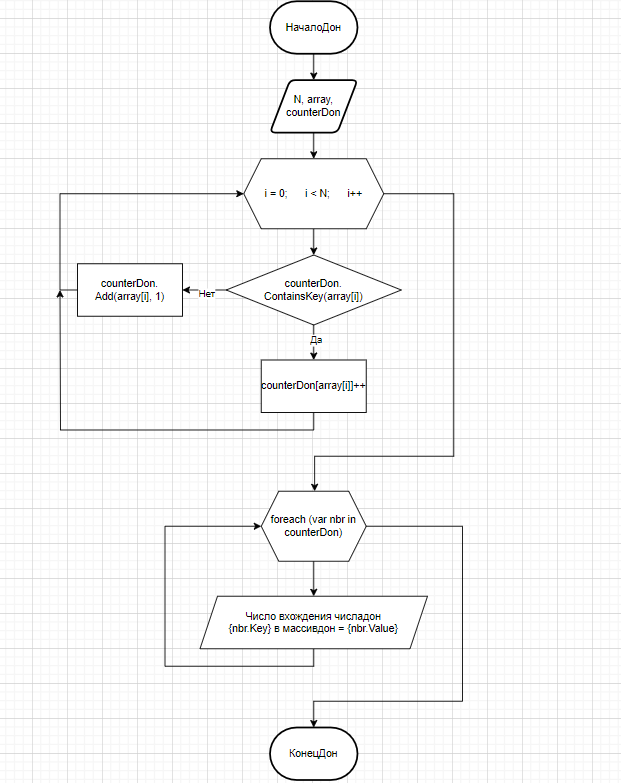 НачалоДон
N, array,
counterDon
i = 0; i < N; i++
counterDon.
ContainsKey(array[i])
Нет
counterDon.
Add(array[i], 1)
Да
counterDon[array[i]]++
foreach (var nbr in
counterDon)
Число вхождения числадон
{nbr.Key} в массивдон = {nbr.Value}
КонецДон